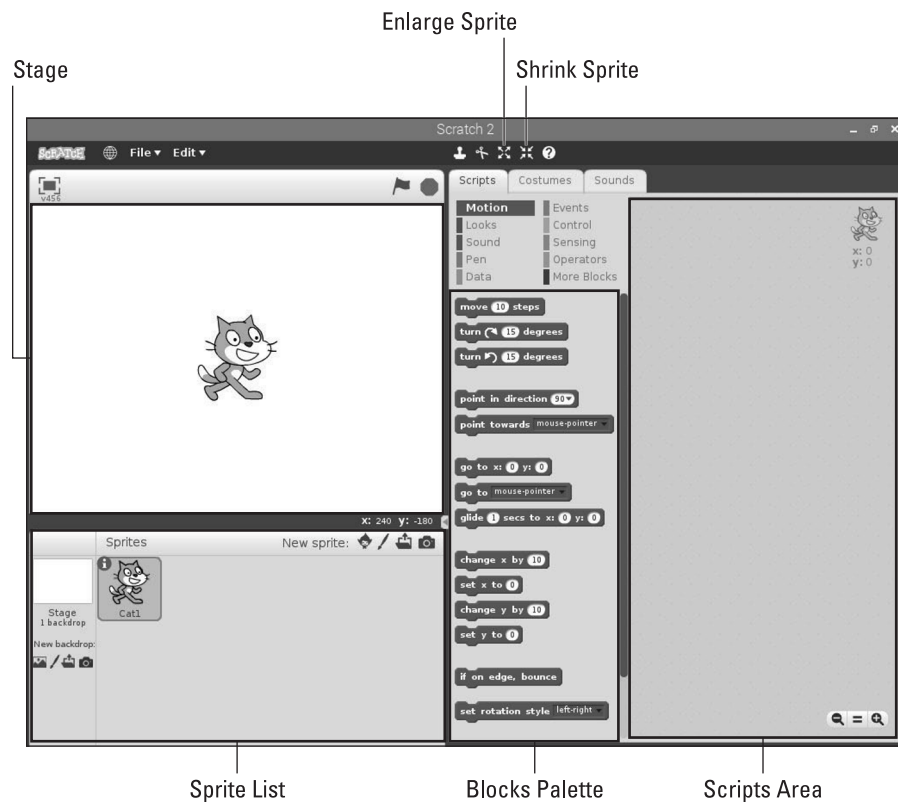 Enlarge Sprite
Stage
Shrink Sprite
Scratch 2
SCRATCH File Edit
v456
Scripts Costumes Sounds
Motion Events
Looks Control
Sound Sensing
Pen Operators
Data More Blocks
x: 0
y: 0
move 10 steps
turn 15 degrees
turn 15 degrees
point in direction 90
point towards mouse-pointer
go to x: 0 y: 0
go to mouse-pointer
glide 1 secs to x: 0 y: 0
change x by 10
set x to 0
change y by 10
set y to 0
if on edge, bounce
set rotation style left-right
X: 240 Y: -180
Sprites New sprite:
Stage
1 backdrop
New backdrop:
Cat1
Sprite List
Blocks Palette
Scripts Area